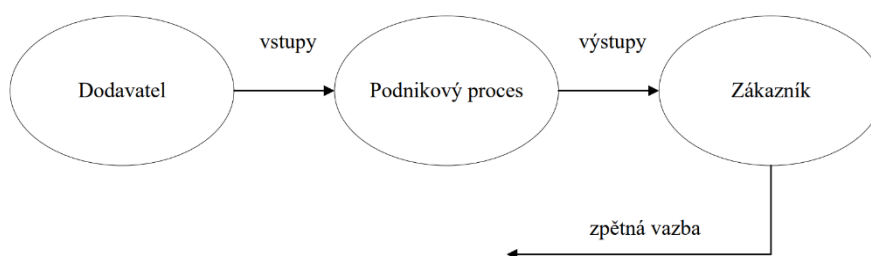 vstupy
výstupy
Dodavatel
Podnikový proces
Zákazník
zpětná vazba